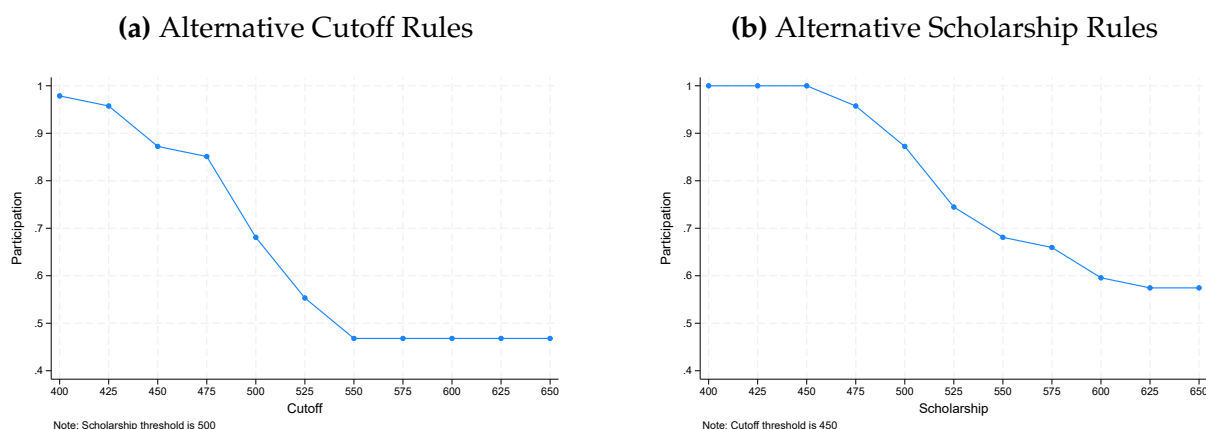 (a) Alternative Cutoff Rules
1
.9
.8
.7
.6
.5
.4
Participation
400 425 450 475 500 525 550 575 600 625 650
Cutoff
Note: Scholarship threshold is 500
(b) Alternative Scholarship Rules
1
.9
.8
.7
.6
.5
.4
Participation
400 425 450 475 500 525 550 575 600 625 650
Scholarship
Note: Cutoff threshold is 450